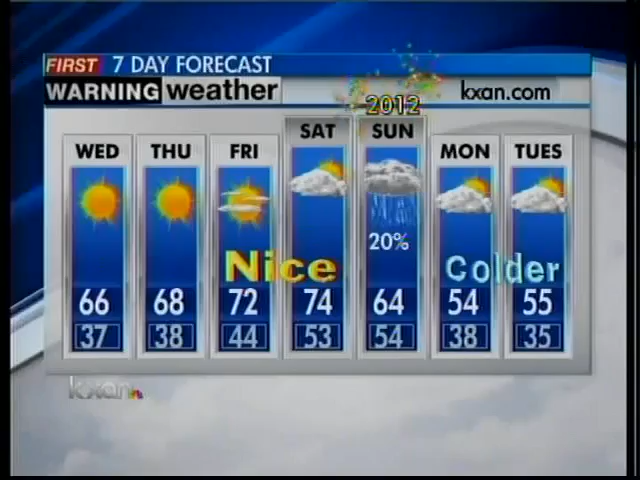 FIRST 7 DAY FORECAST
WARNING weather
2012
kxan.com
WED THU FRI SAT SUN MON TUES
20%
Nice Colder
66 68 72 74 64 54 55
37 38 44 53 54 38 35
kxan